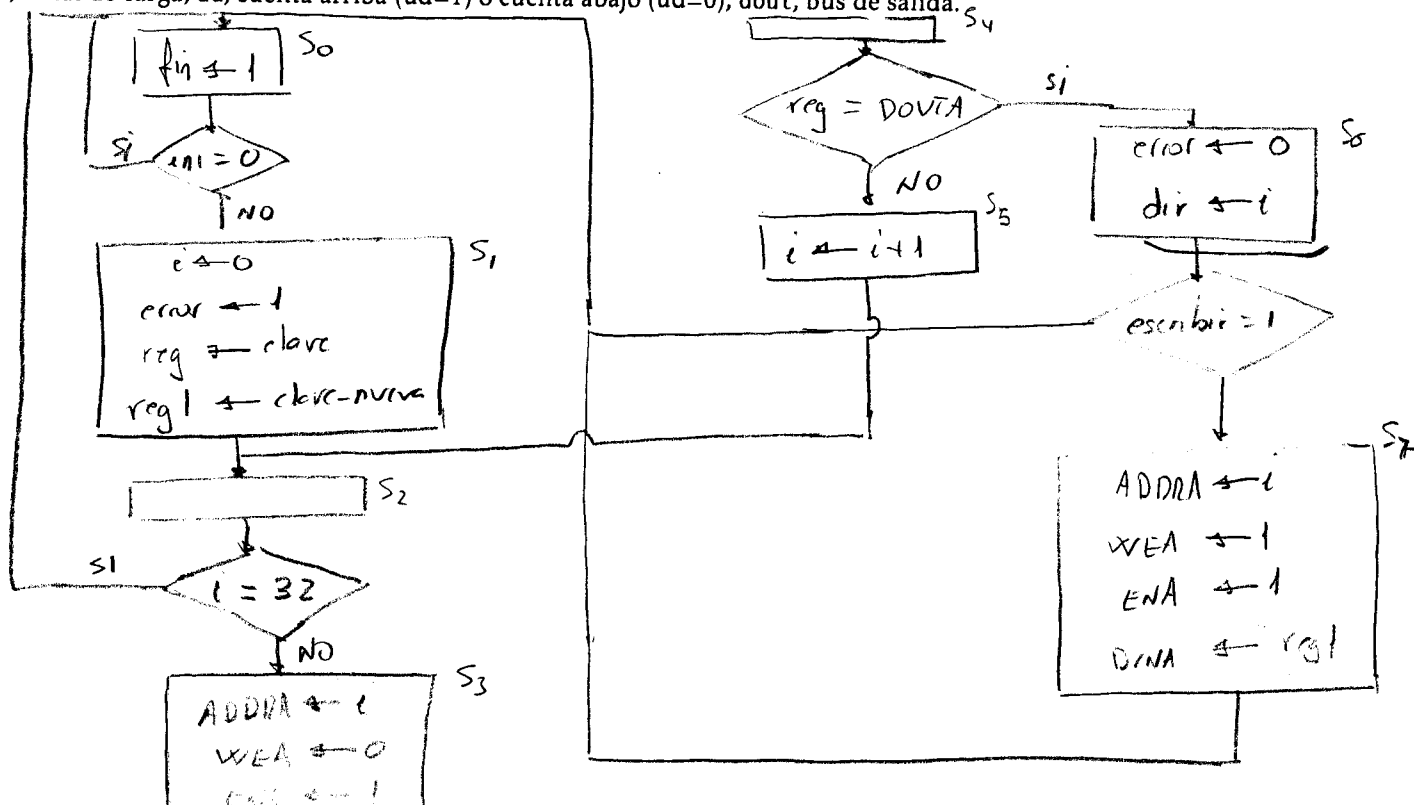 cuenta arriba (ud=1) o cuenta abajo (ud=0), dout, bus de salida.
S0
fin ← 1
si
ini = 0
NO
S1
i ← 0
error ← 1
reg ← clave
reg1 ← clave-nueva
S2
SI
i = 32
NO
S3
ADDRA ← i
WEA ← 0
ENA ← 1
S4
reg = DOUTA
si
NO
S5
i ← i+1
S6
error ← 0
dir ← i
escribir = 1
S7
ADDRA ← i
WEA ← 1
ENA ← 1
DINA ← reg1